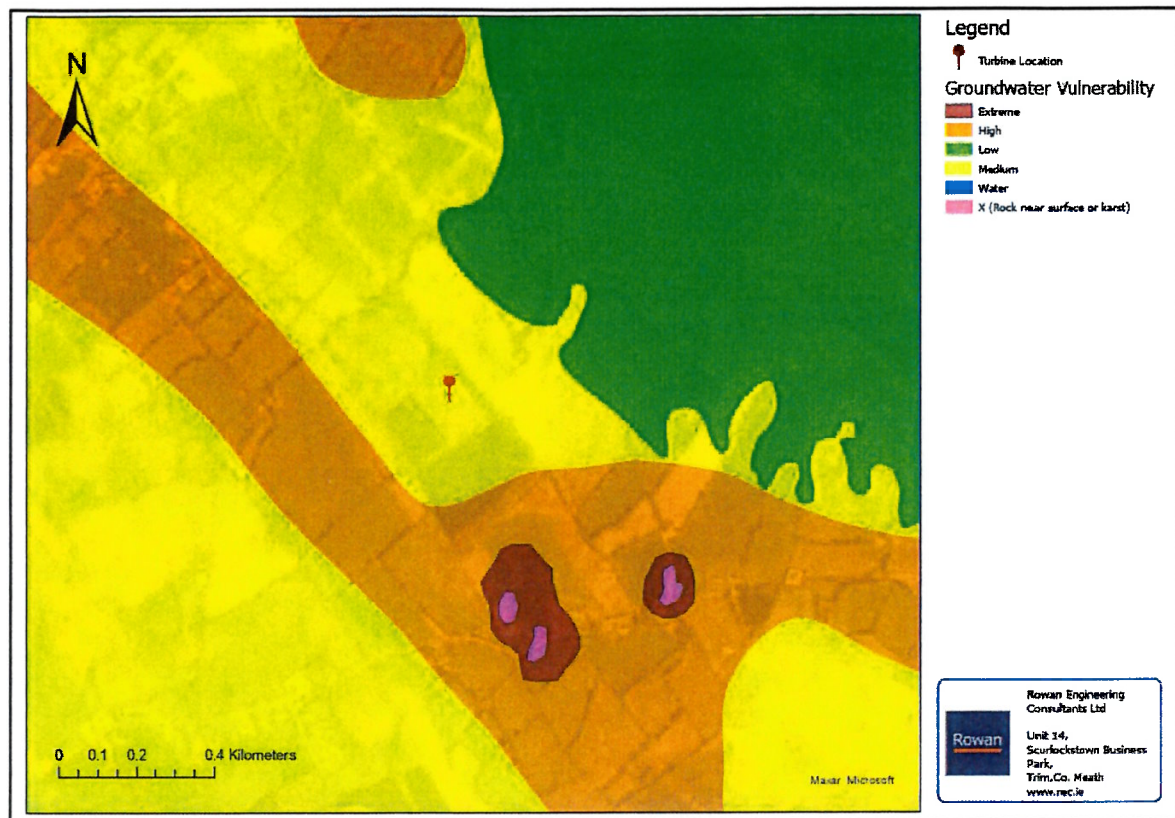 N
0 0.1 0.2 0.4 Kilometers
Maxar Microsoft
Legend
Turbine Location
Groundwater Vulnerability
Extreme
High
Low
Medium
Water
X (Rock near surface or karst)
Rowan
Rowan Engineering
Consultants Ltd
Unit 14,
Scurlockstown Business
Park,
Trim,Co. Meath
www.rec.ie